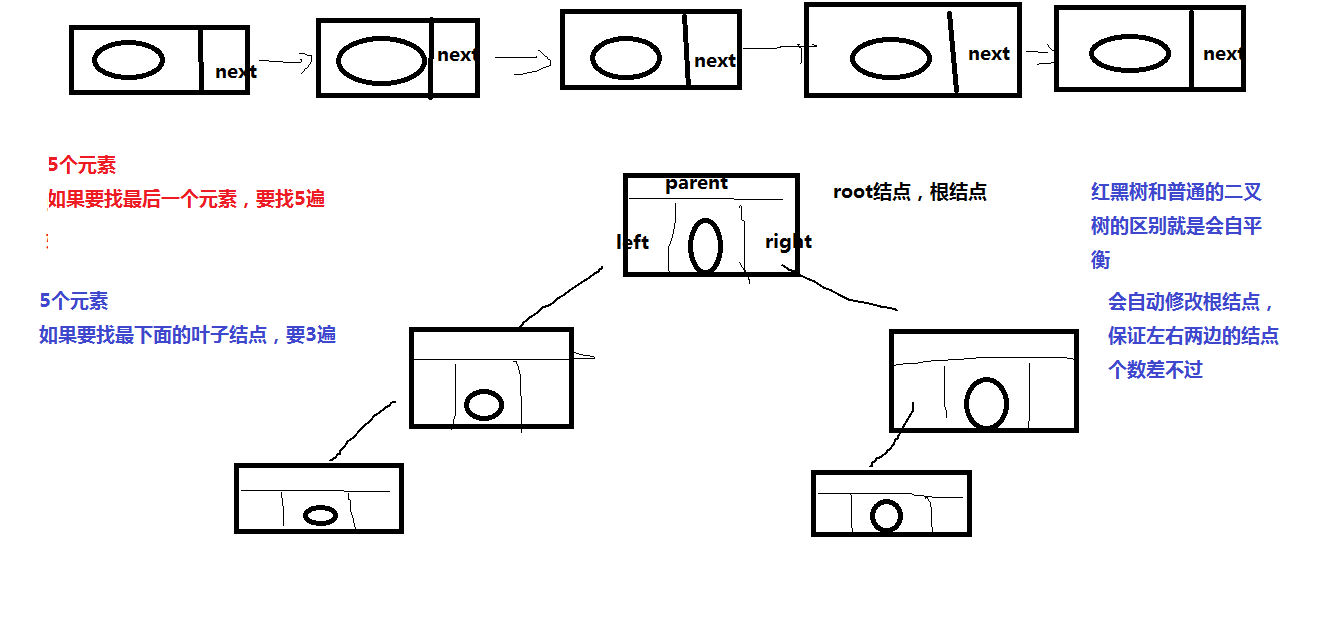 next
next
next
next
next
5个元素
如果要找最后一个元素，要找5遍
parent
left
right
root结点，根结点
红黑树和普通的二叉
树的区别就是会自平
衡
会自动修改根结点，
保证左右两边的结点
个数差不过
5个元素
如果要找最下面的叶子结点，要3遍